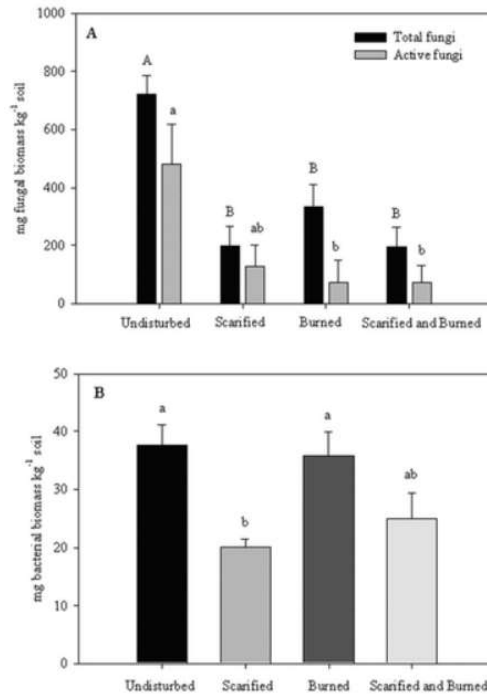 1000
A
Total fungi
Active fungi
800
A
a
600
mg fungal biomass kg⁻¹ soil
400
B
B
B
ab
200
b
b
0
Undisturbed
Scarified
Burned
Scarified and Burned
50
B
a
a
40
ab
30
mg bacterial biomass kg⁻¹ soil
b
20
10
0
Undisturbed
Scarified
Burned
Scarified and Burned